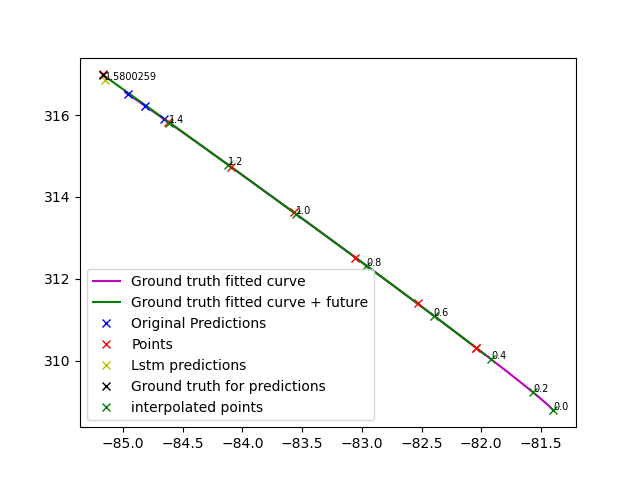 1.5800259
316
1.4
1.2
314
1.0
0.8
312
Ground truth fitted curve
Ground truth fitted curve + future
Original Predictions
Points
Lstm predictions
Ground truth for predictions
interpolated points
0.6
310
0.4
0.2
0.0
−85.0 −84.5 −84.0 −83.5 −83.0 −82.5 −82.0 −81.5